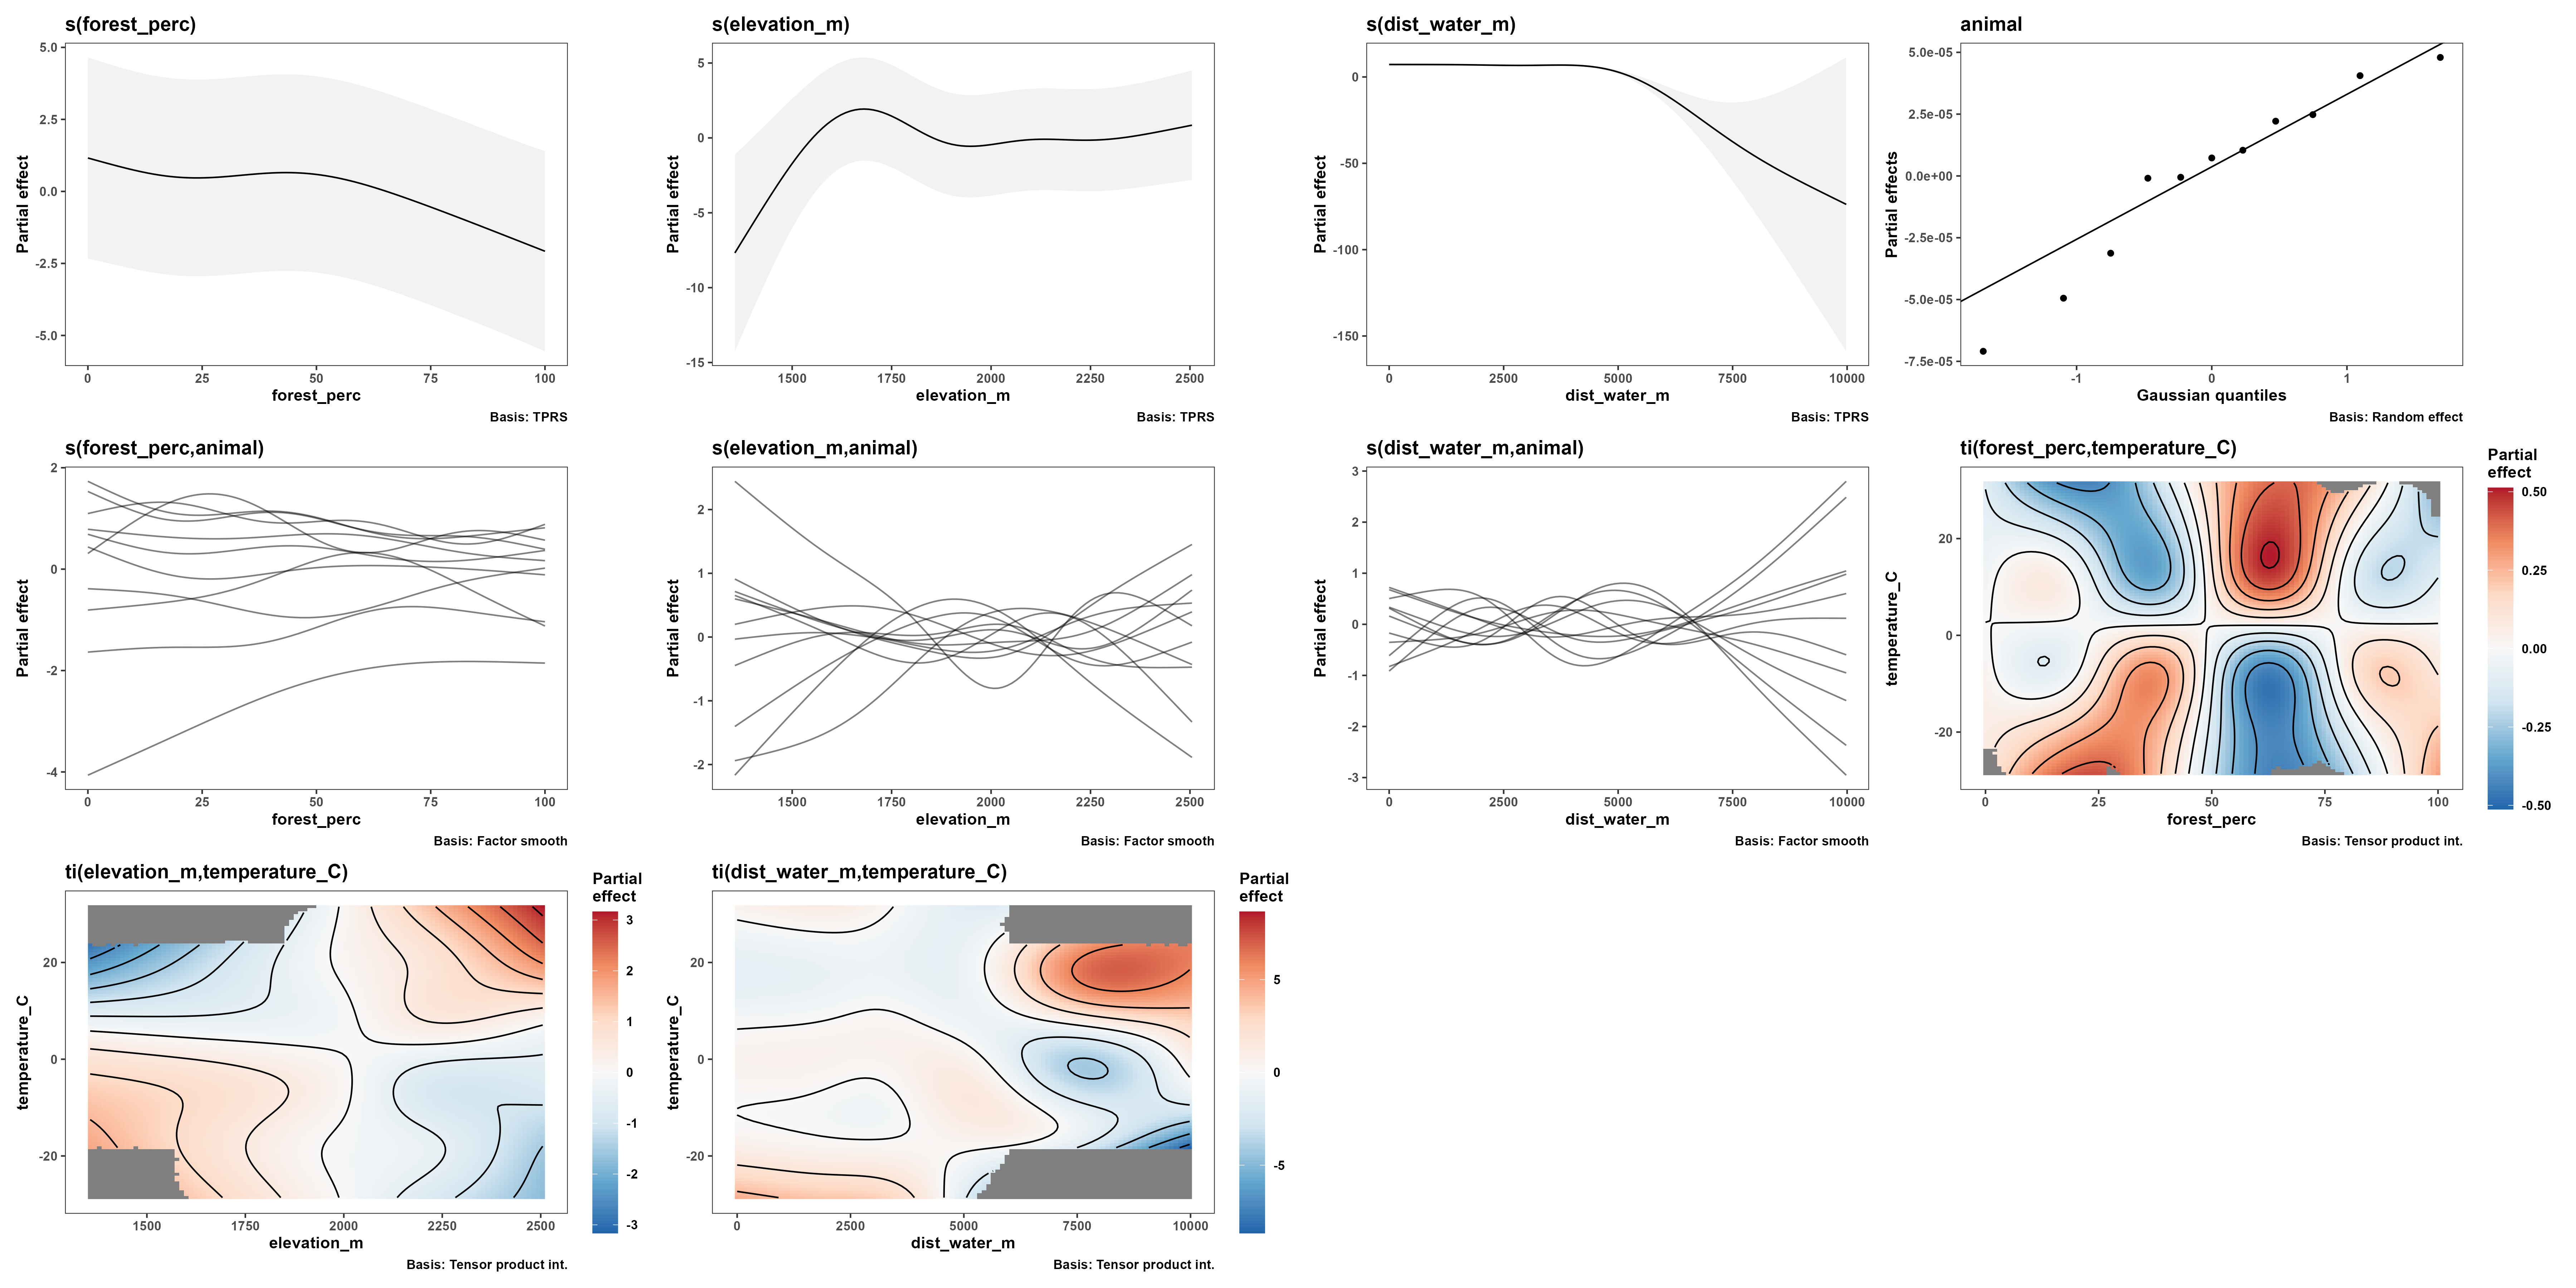 s(forest_perc)
Partial effect
5.0
2.5
0.0
-2.5
-5.0
0
25
50
75
100
forest_perc
Basis: TPRS
s(elevation_m)
Partial effect
5
0
-5
-10
-15
1500
1750
2000
2250
2500
elevation_m
Basis: TPRS
s(dist_water_m)
Partial effect
0
-50
-100
-150
0
2500
5000
7500
10000
dist_water_m
Basis: TPRS
animal
Partial effects
5.0e-05
2.5e-05
0.0e+00
-2.5e-05
-5.0e-05
-7.5e-05
-1
0
1
Gaussian quantiles
Basis: Random effect
s(forest_perc,animal)
Partial effect
2
0
-2
-4
0
25
50
75
100
forest_perc
Basis: Factor smooth
s(elevation_m,animal)
Partial effect
2
1
0
-1
-2
1500
1750
2000
2250
2500
elevation_m
Basis: Factor smooth
s(dist_water_m,animal)
Partial effect
3
2
1
0
-1
-2
-3
0
2500
5000
7500
10000
dist_water_m
Basis: Factor smooth
ti(forest_perc,temperature_C)
temperature_C
20
0
-20
0
25
50
75
100
forest_perc
Basis: Tensor product int.
Partial
effect
0.50
0.25
0.00
-0.25
-0.50
ti(elevation_m,temperature_C)
temperature_C
20
0
-20
1500
1750
2000
2250
2500
elevation_m
Basis: Tensor product int.
Partial
effect
3
2
1
0
-1
-2
-3
ti(dist_water_m,temperature_C)
temperature_C
20
0
-20
0
2500
5000
7500
10000
dist_water_m
Basis: Tensor product int.
Partial
effect
5
0
-5